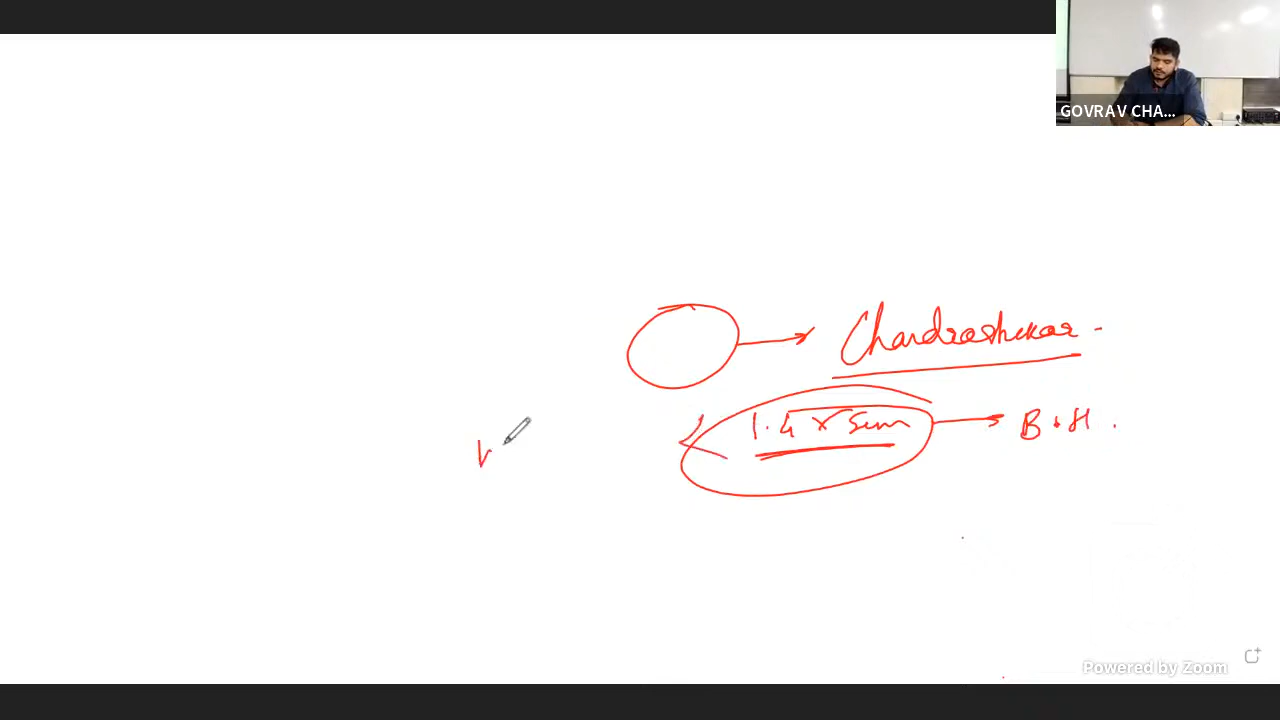 GOVRAV CHA...
Chandrashekar.
< 1.4 x Sun → B.H.
Powered by Zoom